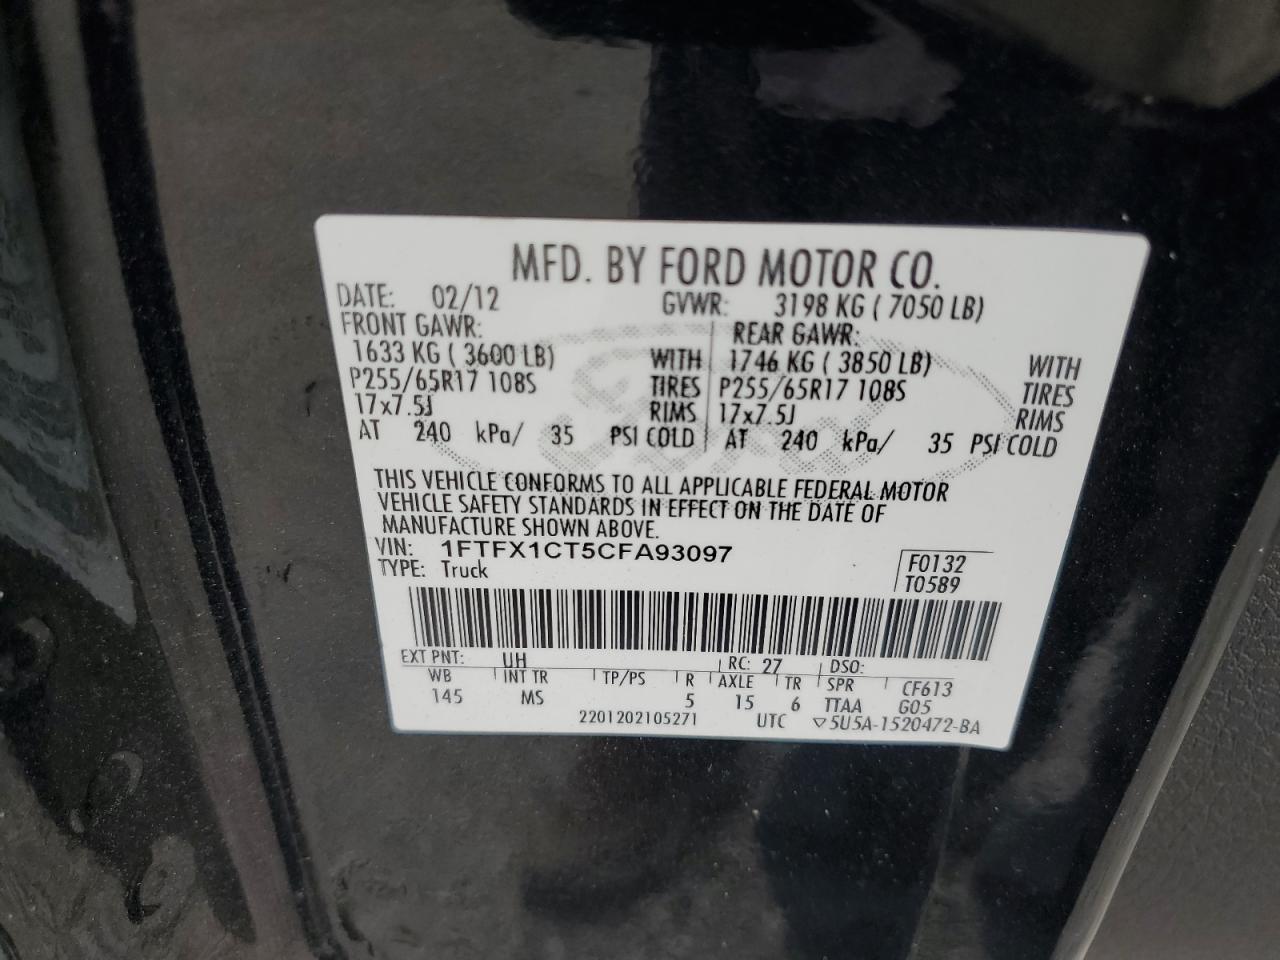 MFD. BY FORD MOTOR CO.
DATE: 02/12 GVWR: 3198 KG ( 7050 LB)
FRONT GAWR: REAR GAWR:
1633 KG ( 3600 LB) WITH 1746 KG ( 3850 LB) WITH
P255/65R17 108S TIRES P255/65R17 108S TIRES
17x7.5J RIMS 17x7.5J RIMS
AT 240 kPa/ 35 PSI COLD AT 240 kPa/ 35 PSI COLD
THIS VEHICLE CONFORMS TO ALL APPLICABLE FEDERAL MOTOR
VEHICLE SAFETY STANDARDS IN EFFECT ON THE DATE OF
MANUFACTURE SHOWN ABOVE.
VIN: 1FTFX1CT5CFA93097 F0132
TYPE: Truck T0589
EXT PNT: UH RC: 27 DSO:
WB INT TR TP/PS R AXLE TR SPR CF613
145 MS 5 15 6 TTAA G05
2201202105271 UTC ▽5U5A-1520472-BA
Ford